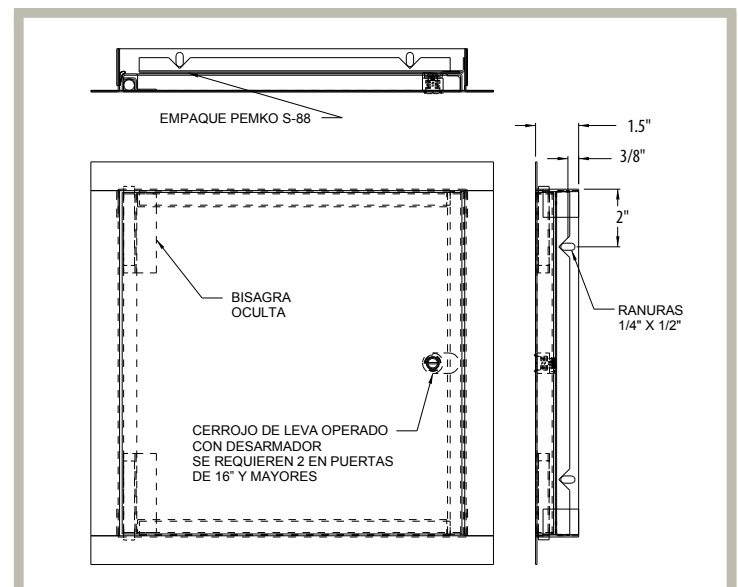 EMPAQUE PEMKO S-88
1.5"
3/8"
2"
BISAGRA
OCULTA
RANURAS
1/4" X 1/2"
CERROJO DE LEVA OPERADO
CON DESARMADOR
SE REQUIEREN 2 EN PUERTAS
DE 16" Y MAYORES